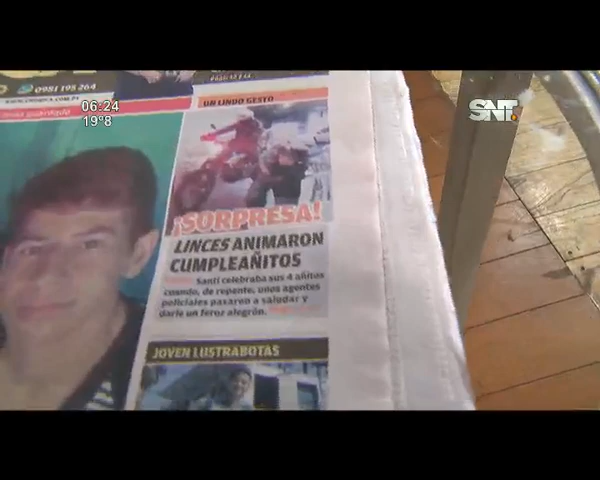 0981 195 264
06:24
19°8
SNT
UN LINDO GESTO
¡SORPRESA!
LINCES ANIMARON
CUMPLEAÑITOS
Santi celebraba sus 4 añitos
cuando, de repente, unos agentes
policiales pasaron a saludar y
darle un feroz alegrón.
JOVEN LUSTRABOTAS